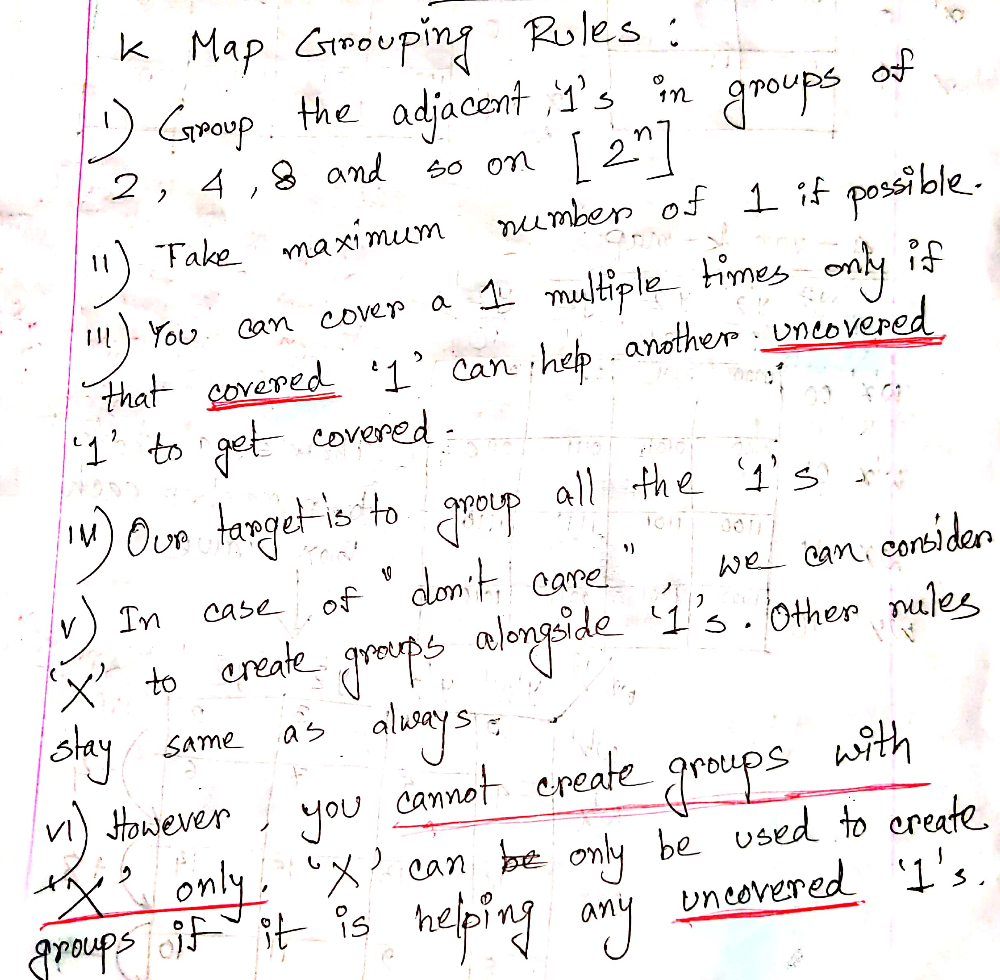 K Map Grouping Rules :
I) Group the adjacent '1's in groups of
2, 4, 8 and so on [2ⁿ]
II) Take maximum number of 1 if possible.
III) You can cover a 1 multiple times only if
that covered '1' can help another uncovered
'1' to get covered.
IV) Our target is to group all the '1's
V) In case of "don't care", we can consider
'X' to create groups alongside '1's. Other rules
stay same as always.
VI) However, you cannot create groups with
'X' only. 'X' can be only be used to create
groups if it is helping any uncovered '1's.